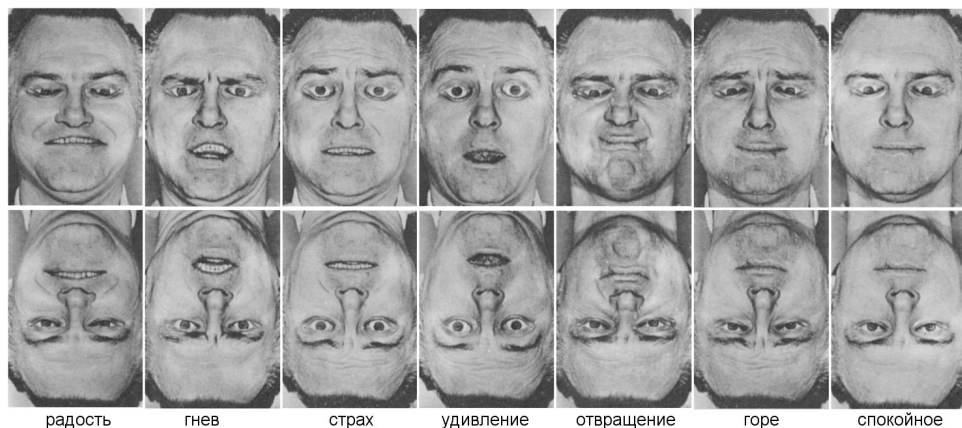 радость гнев страх удивление отвращение горе спокойное